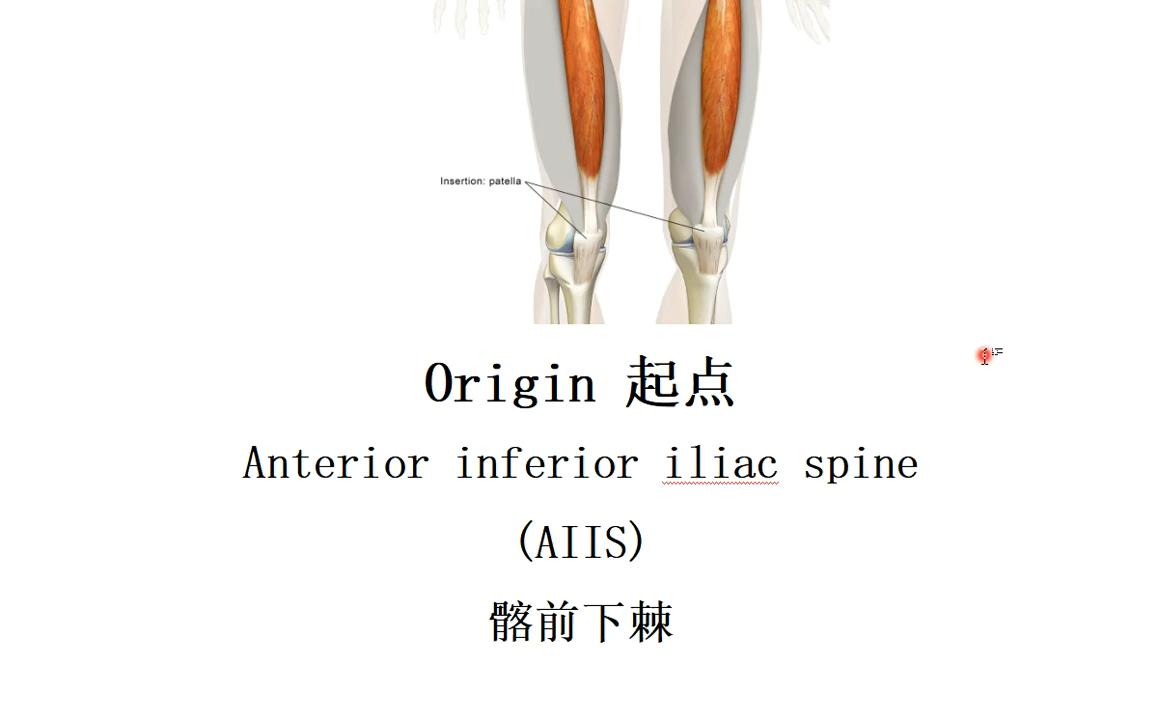 Insertion: patella
Origin 起点
Anterior inferior iliac spine
(AIIS)
髂前下棘